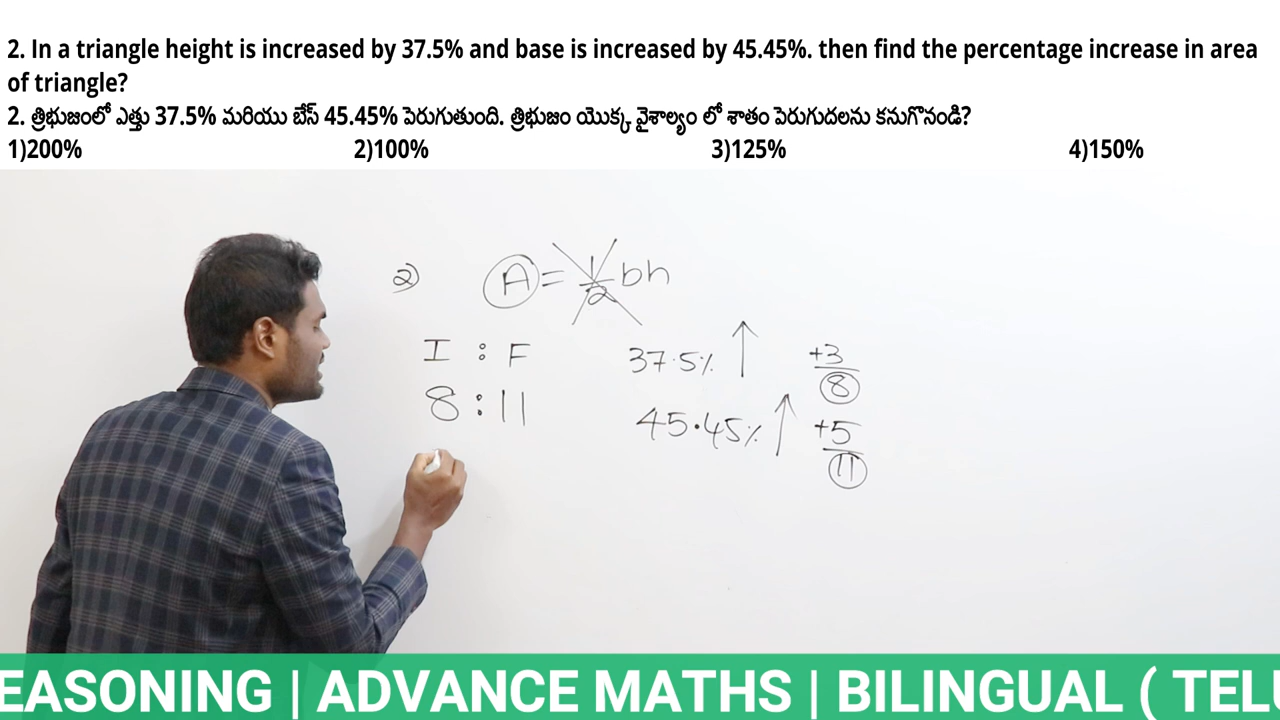 2. In a triangle height is increased by 37.5% and base is increased by 45.45%. then find the percentage increase in area
of triangle?
2. త్రిభుజంలో ఎత్తు 37.5% మరియు బేస్ 45.45% పెరుగుతుంది. త్రిభుజం యొక్క వైశాల్యం లో శాతం పెరుగుదలను కనుగొనండి?
1)200% 2)100% 3)125% 4)150%
2) A = 1/2 bh
I : F 37.5% ↑ +3/8
8 : 11 45.45% ↑ +5/11
EASONING | ADVANCE MATHS | BILINGUAL ( TELU